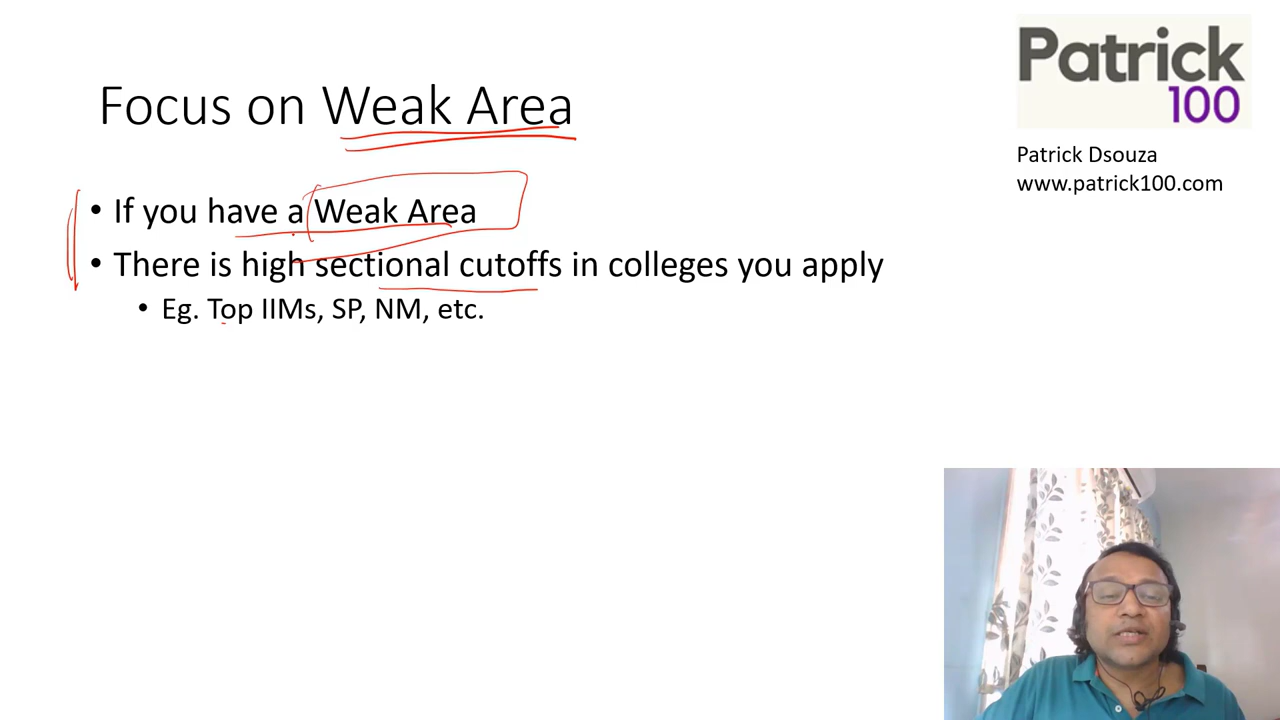 Focus on Weak Area
• If you have a Weak Area
• There is high sectional cutoffs in colleges you apply
• Eg. Top IIMs, SP, NM, etc.
Patrick
100
Patrick Dsouza
www.patrick100.com